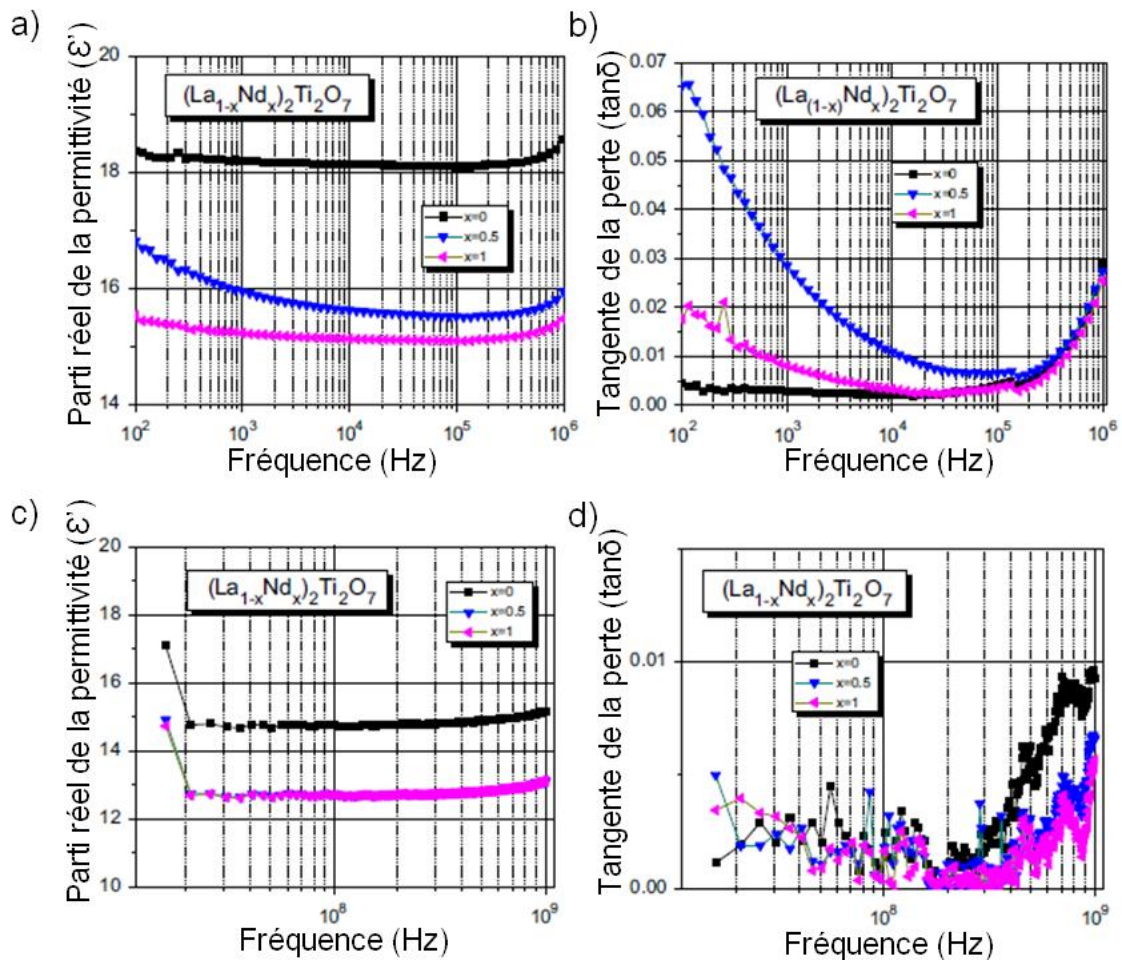 a)
Parti réel de la permittivité (ε')
20
18
16
14
(La1-xNdx)2Ti2O7
x=0
x=0.5
x=1
10² 10³ 10⁴ 10⁵ 10⁶
Fréquence (Hz)
b)
Tangente de la perte (tanδ)
0.07
0.06
0.05
0.04
0.03
0.02
0.01
0.00
(La(1-x)Ndx)2Ti2O7
x=0
x=0.5
x=1
10² 10³ 10⁴ 10⁵ 10⁶
Fréquence (Hz)
c)
Parti réel de la permittivité (ε')
20
18
16
14
12
10
(La1-xNdx)2Ti2O7
x=0
x=0.5
x=1
10⁸ 10⁹
Fréquence (Hz)
d)
Tangente de la perte (tanδ)
0.01
0.00
(La1-xNdx)2Ti2O7
x=0
x=0.5
x=1
10⁸ 10⁹
Fréquence (Hz)